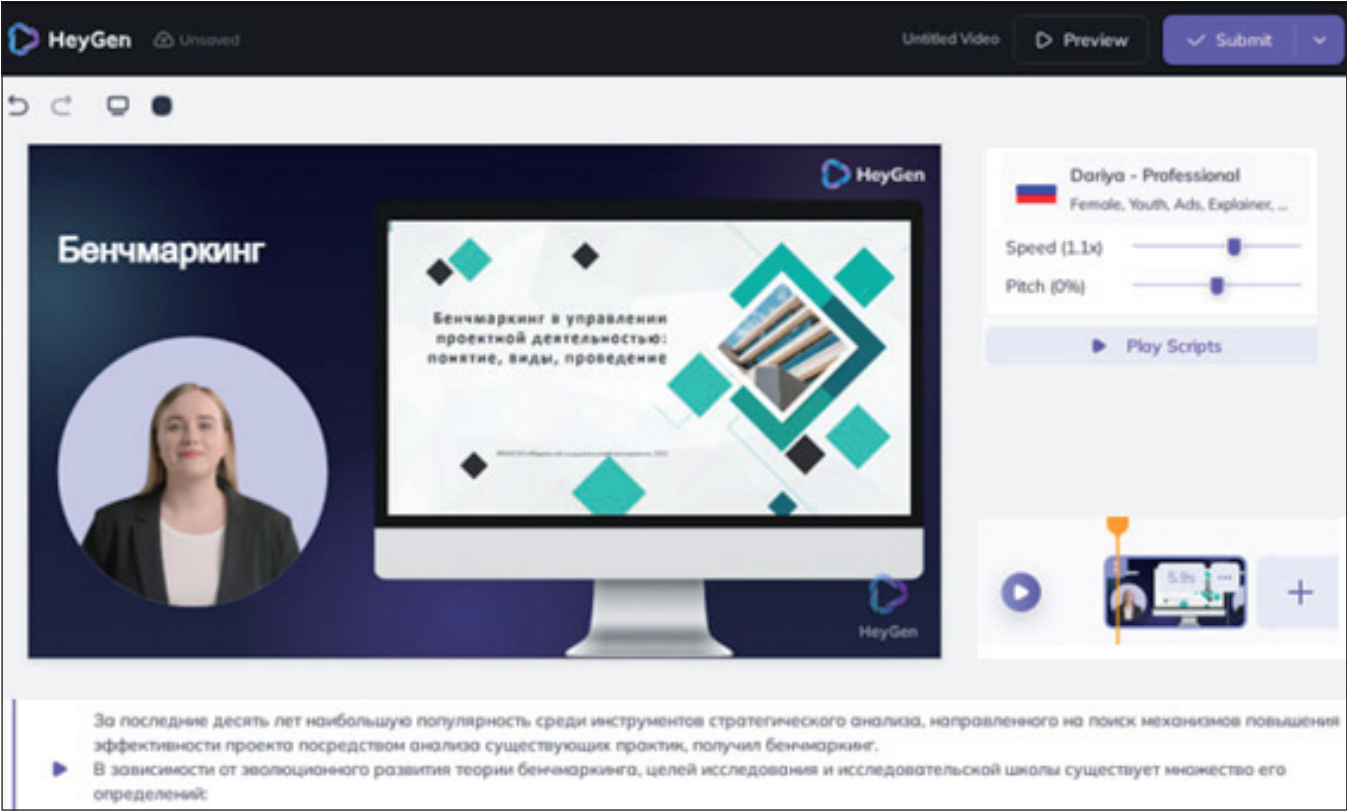 HeyGen Unsaved
Untitled Video
Preview
Submit
HeyGen
Бенчмаркинг
Бенчмаркинг в управлении
проектной деятельностью:
понятие, виды, проведение
HeyGen
Dariya - Professional
Female, Youth, Ads, Explainer, ...
Speed (1.1x)
Pitch (0%)
Play Scripts
5.9s
За последние десять лет наибольшую популярность среди инструментов стратегического анализа, направленного на поиск механизмов повышения
эффективности проекта посредством анализа существующих практик, получил бенчмаркинг.
В зависимости от эволюционного развития теории бенчмаркинга, целей исследования и исследовательской школы существует множество его
определений: